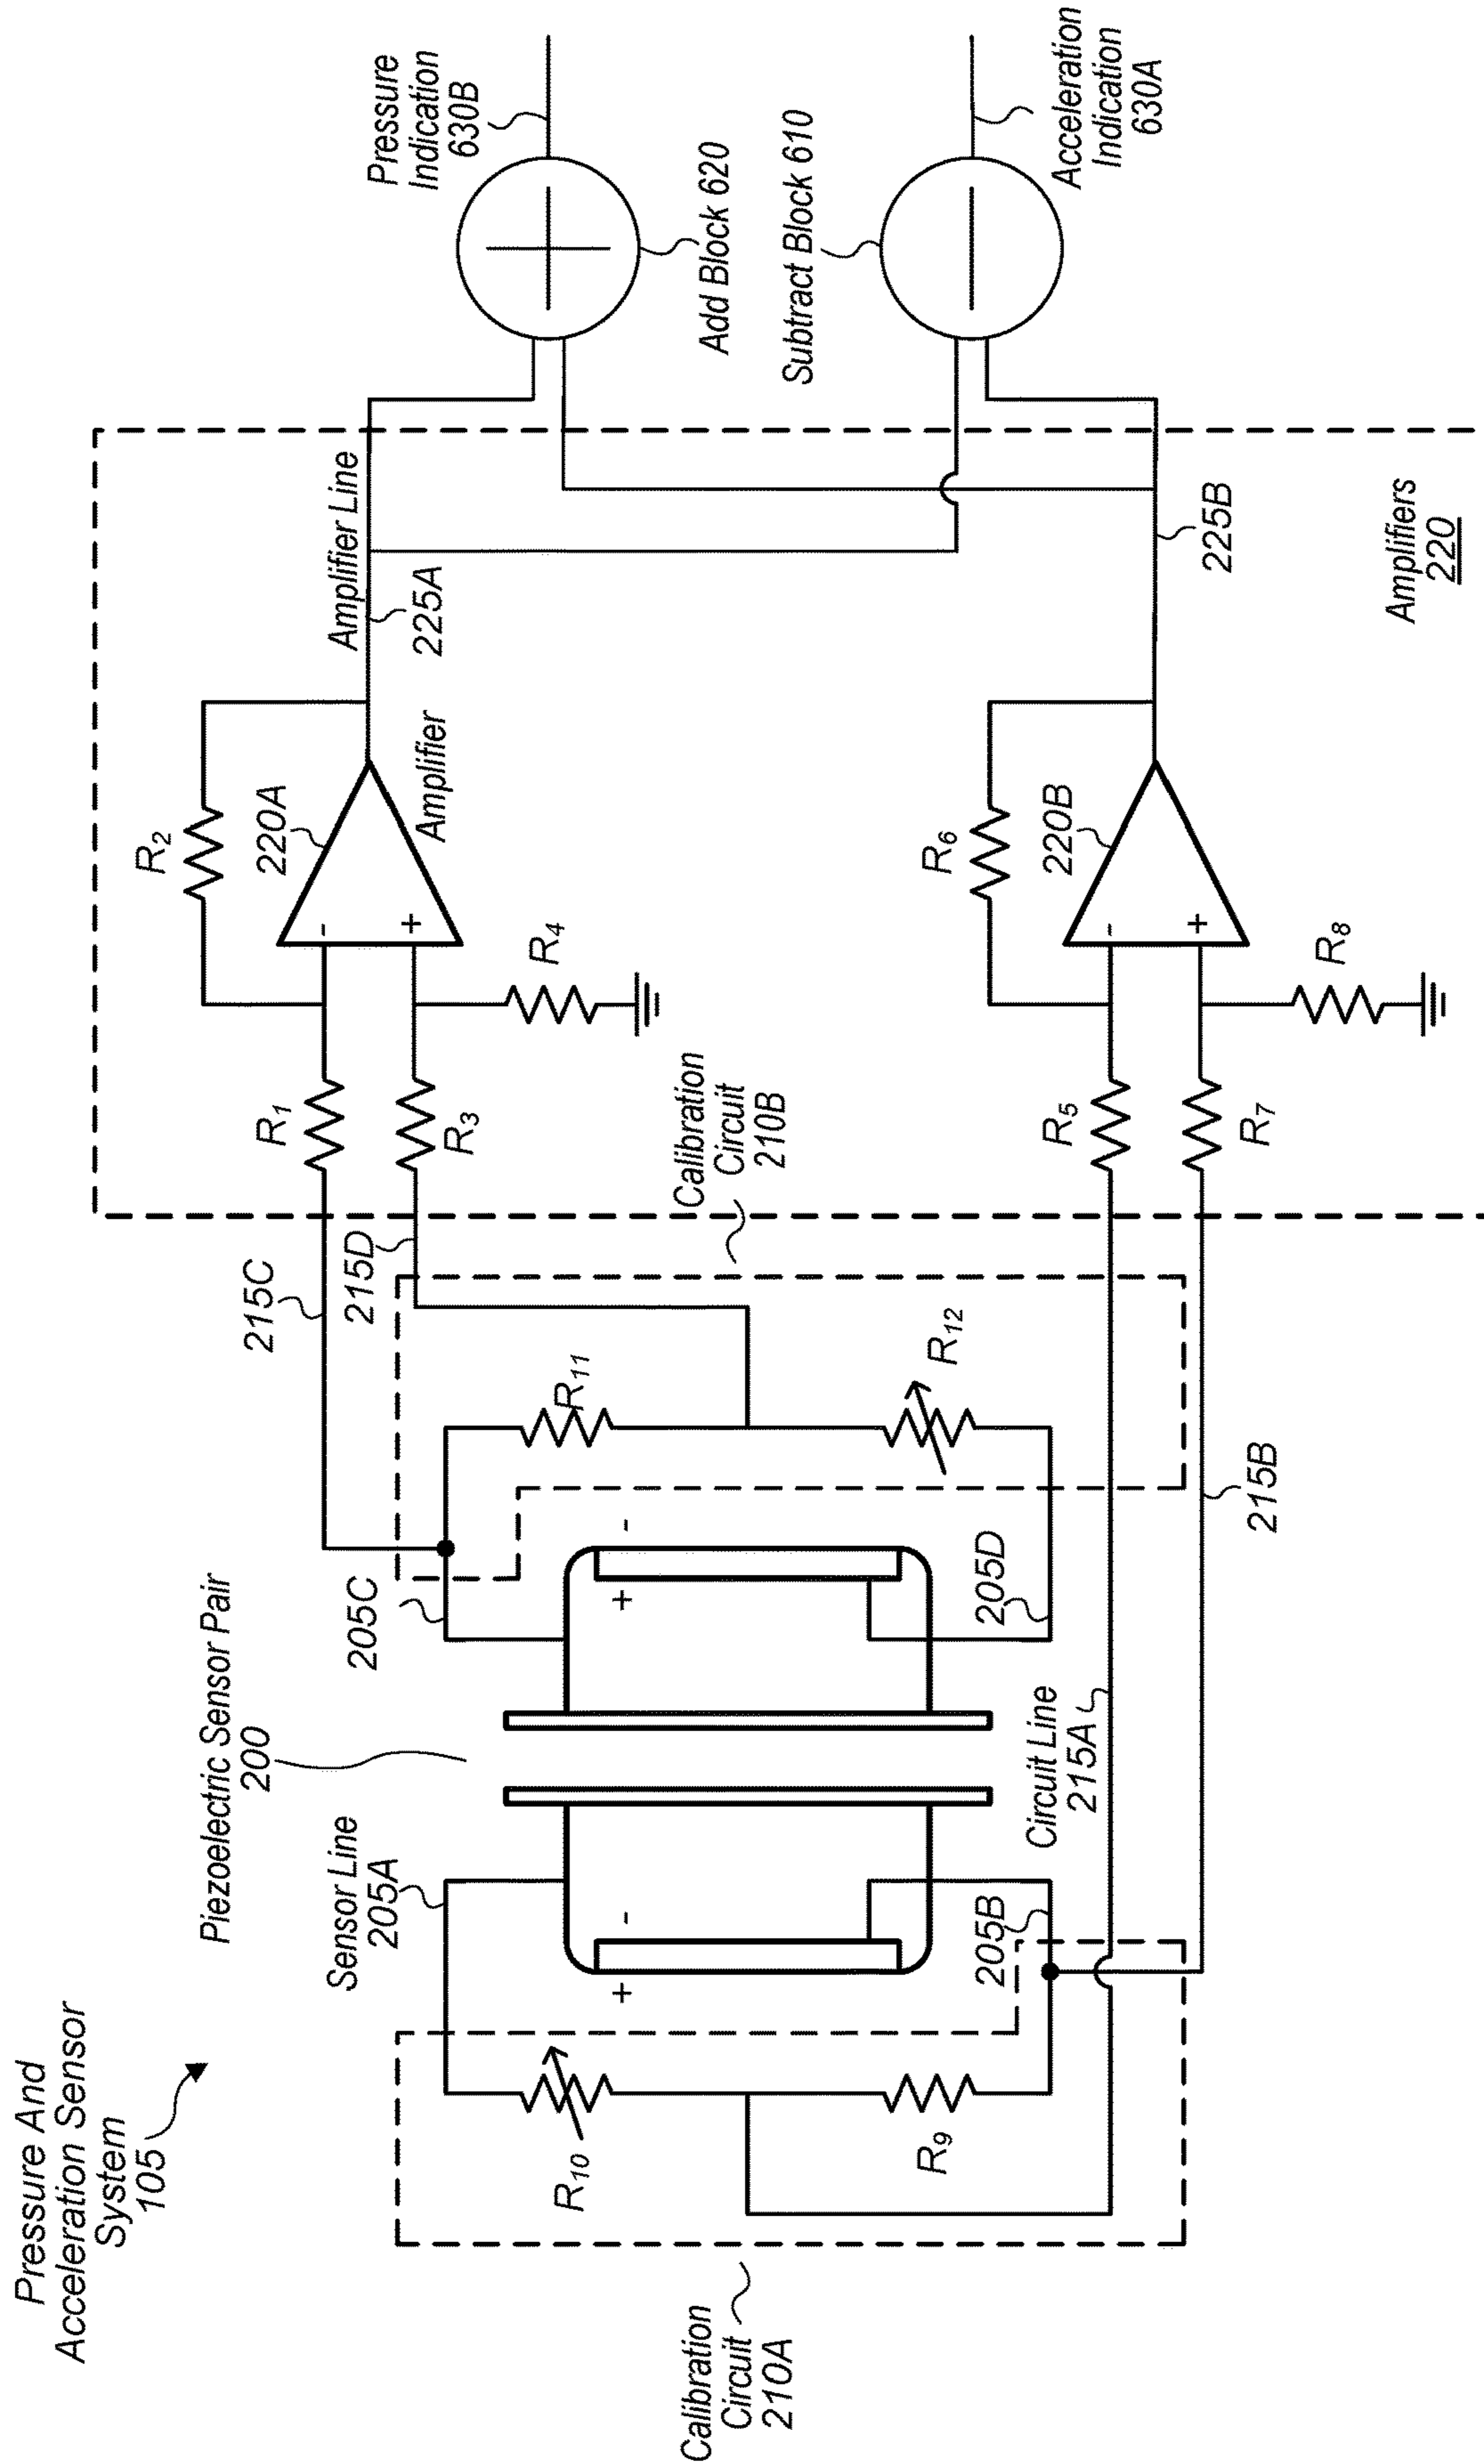 Pressure And
Acceleration Sensor
System
105
Piezoelectric Sensor Pair
200
Calibration
Circuit
210A
R10
R9
+
-
Sensor Line
205A
205B
+
-
205C
205D
Circuit Line
215A
215B
R11
R12
Calibration
Circuit
210B
215C
215D
R1
R3
R2
R4
-
+
220A
Amplifier
Amplifier Line
225A
R5
R7
R6
R8
-
+
220B
225B
Amplifiers
220
Add Block 620
Pressure
Indication
630B
Subtract Block 610
Acceleration
Indication
630A